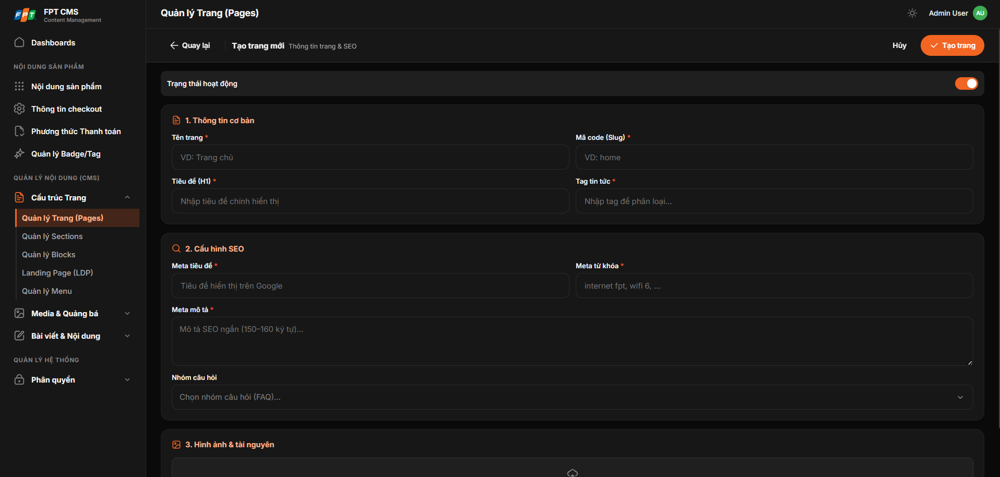 FPT
FPT CMS
Content Management
Dashboards
NỘI DUNG SẢN PHẨM
Nội dung sản phẩm
Thông tin checkout
Phương thức Thanh toán
Quản lý Badge/Tag
QUẢN LÝ NỘI DUNG (CMS)
Cấu trúc Trang
Quản lý Trang (Pages)
Quản lý Sections
Quản lý Blocks
Landing Page (LDP)
Quản lý Menu
Media & Quảng bá
Bài viết & Nội dung
QUẢN LÝ HỆ THỐNG
Phân quyền
Quản lý Trang (Pages)
Admin User AU
Quay lại Tạo trang mới Thông tin trang & SEO Hủy Tạo trang
Trạng thái hoạt động
1. Thông tin cơ bản
Tên trang * Mã code (Slug) *
VD: Trang chủ VD: home
Tiêu đề (H1) * Tag tin tức *
Nhập tiêu đề chính hiển thị Nhập tag để phân loại...
2. Cấu hình SEO
Meta tiêu đề * Meta từ khóa *
Tiêu đề hiển thị trên Google internet fpt, wifi 6, ...
Meta mô tả *
Mô tả SEO ngắn (150–160 ký tự)...
Nhóm câu hỏi
Chọn nhóm câu hỏi (FAQ)...
3. Hình ảnh & tài nguyên